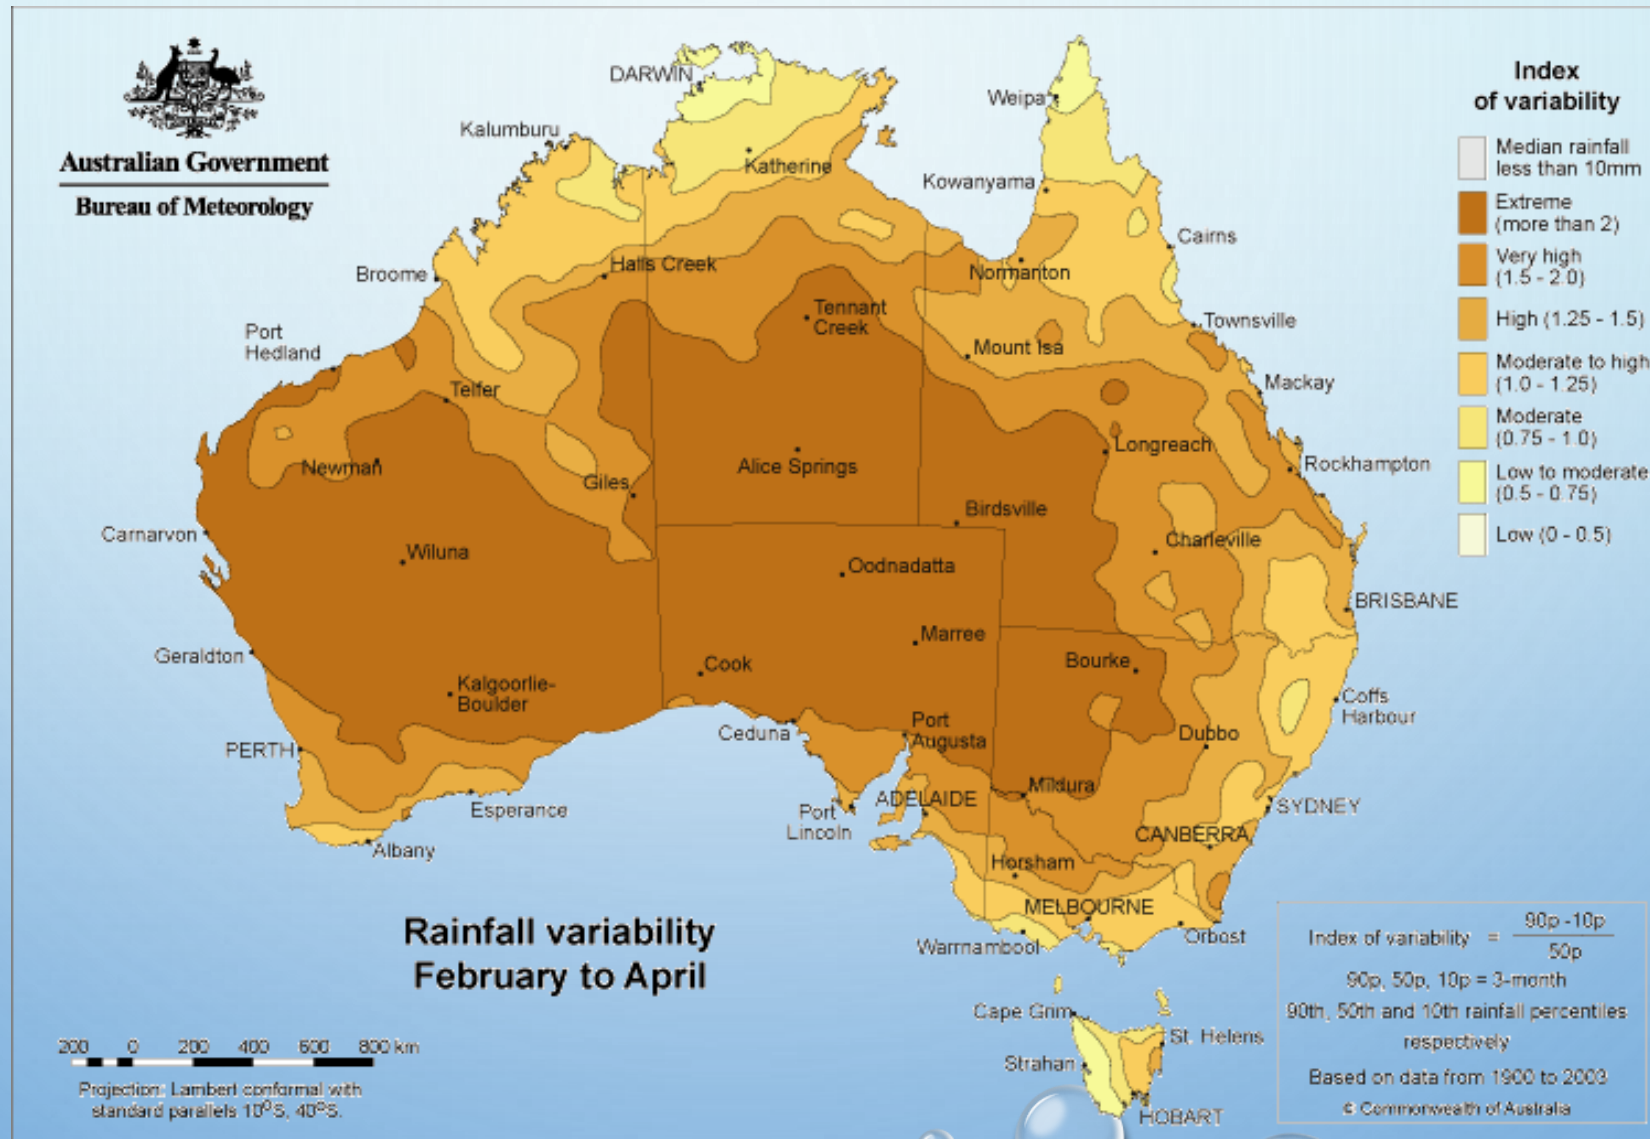 Australian Government
Bureau of Meteorology
Index
of variability
Median rainfall
less than 10mm
Extreme
(more than 2)
Very high
(1.5 - 2.0)
High (1.25 - 1.5)
Moderate to high
(1.0 - 1.25)
Moderate
(0.75 - 1.0)
Low to moderate
(0.5 - 0.75)
Low (0 - 0.5)
DARWIN
Weipa
Kalumburu
Katherine
Kowanyama
Cairns
Broome
Halls Creek
Normanton
Tennant
Creek
Townsville
Port
Hedland
Mount Isa
Mackay
Telfer
Longreach
Newman
Alice Springs
Rockhampton
Giles
Birdsville
Carnarvon
Wiluna
Charleville
Oodnadatta
BRISBANE
Marree
Geraldton
Cook
Bourke
Kalgoorlie-
Boulder
Coffs
Harbour
PERTH
Ceduna
Port
Augusta
Dubbo
Mildura
Esperance
Port
Lincoln
ADELAIDE
SYDNEY
CANBERRA
Albany
Horsham
MELBOURNE
Warrnambool
Orbost
Rainfall variability
February to April
Cape Grim
St. Helens
Strahan
HOBART
200 0 200 400 600 800 km
Projection: Lambert conformal with
standard parallels 10°S, 40°S.
Index of variability = 90p -10p
50p
90p, 50p, 10p = 3-month
90th, 50th and 10th rainfall percentiles
respectively
Based on data from 1900 to 2003
© Commonwealth of Australia